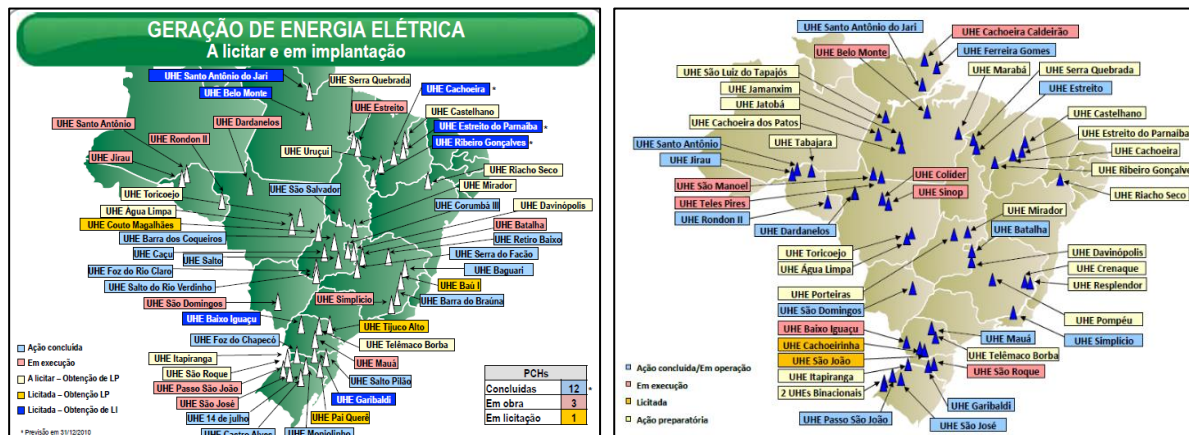 GERAÇÃO DE ENERGIA ELÉTRICA
A licitar e em implantação
UHE Santo Antônio do Jari
UHE Serra Quebrada
UHE Belo Monte
UHE Estreito
UHE Cachoeira *
UHE Castelhano
UHE Santo Antônio
UHE Dardanelos
UHE Estreito do Parnaiba *
UHE Rondon II
UHE Uruçui
UHE Ribeiro Gonçalves *
UHE Jirau
UHE Riacho Seco
UHE São Salvador
UHE Mirador
UHE Toricoejo
UHE Corumbá III
UHE Davinópolis
UHE Água Limpa
UHE Couto Magalhães
UHE Batalha
UHE Barra dos Coqueiros
UHE Retiro Baixo
UHE Caçu
UHE Serra do Facão
UHE Salto
UHE Foz do Rio Claro
UHE Baguari
UHE Salto do Rio Verdinho
UHE Baú I
UHE São Domingos
UHE Simplício
UHE Barra do Braúna
UHE Baixo Iguaçu
UHE Tijuco Alto
UHE Foz do Chapecó
UHE Telêmaco Borba
UHE Itapiranga
UHE Mauá
UHE São Roque
UHE Salto Pilão
UHE Passo São João
UHE Garibaldi
UHE São José
UHE 14 de julho
UHE Pai Querê
UHE Castro Alves
UHE Monjolinho
Ação concluída
Em execução
A licitar – Obtenção de LP
Licitada – Obtenção LP
Licitada – Obtenção de LI
* Previsão em 31/12/2010
PCHs
Concluídas 12 *
Em obra 3
Em licitação 1
UHE Santo Antônio do Jari
UHE Cachoeira Caldeirão
UHE Belo Monte
UHE Ferreira Gomes
UHE São Luiz do Tapajós
UHE Marabá
UHE Serra Quebrada
UHE Jamanxim
UHE Estreito
UHE Jatobá
UHE Castelhano
UHE Cachoeira dos Patos
UHE Estreito do Parnaiba
UHE Santo Antônio
UHE Tabajara
UHE Cachoeira
UHE Jirau
UHE Ribeiro Gonçalves
UHE São Manoel
UHE Colider
UHE Riacho Seco
UHE Teles Pires
UHE Sinop
UHE Rondon II
UHE Mirador
UHE Dardanelos
UHE Batalha
UHE Toricoejo
UHE Davinópolis
UHE Água Limpa
UHE Crenaque
UHE Porteiras
UHE Resplendor
UHE São Domingos
UHE Pompéu
UHE Baixo Iguaçu
UHE Mauá
UHE Simplício
UHE Cachoeirinha
UHE Telêmaco Borba
UHE São João
UHE São Roque
UHE Itapiranga
2 UHEs Binacionais
UHE Garibaldi
UHE Passo São João
UHE São José
Ação concluída/Em operação
Em execução
Licitada
Ação preparatória